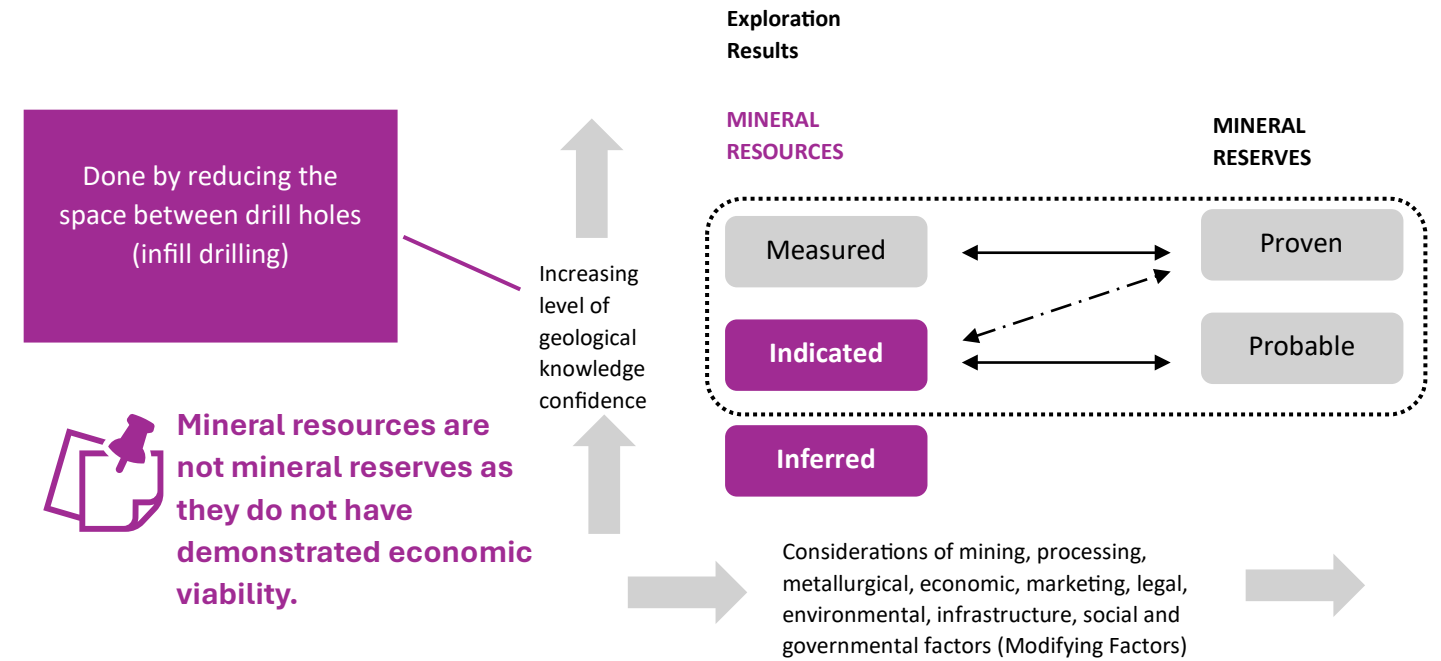 Exploration
Results
Done by reducing the
space between drill holes
(infill drilling)
MINERAL
RESOURCES
MINERAL
RESERVES
Increasing
level of
geological
knowledge
confidence
Measured
Proven
Indicated
Probable
Inferred
Mineral resources are
not mineral reserves as
they do not have
demonstrated economic
viability.
Considerations of mining, processing,
metallurgical, economic, marketing, legal,
environmental, infrastructure, social and
governmental factors (Modifying Factors)